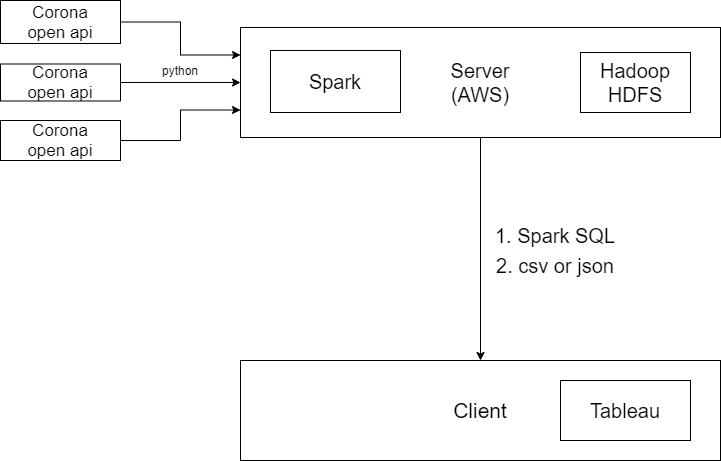 Corona
open api
Corona
open api
Corona
open api
python
Spark
Server
(AWS)
Hadoop
HDFS
1. Spark SQL
2. csv or json
Client
Tableau